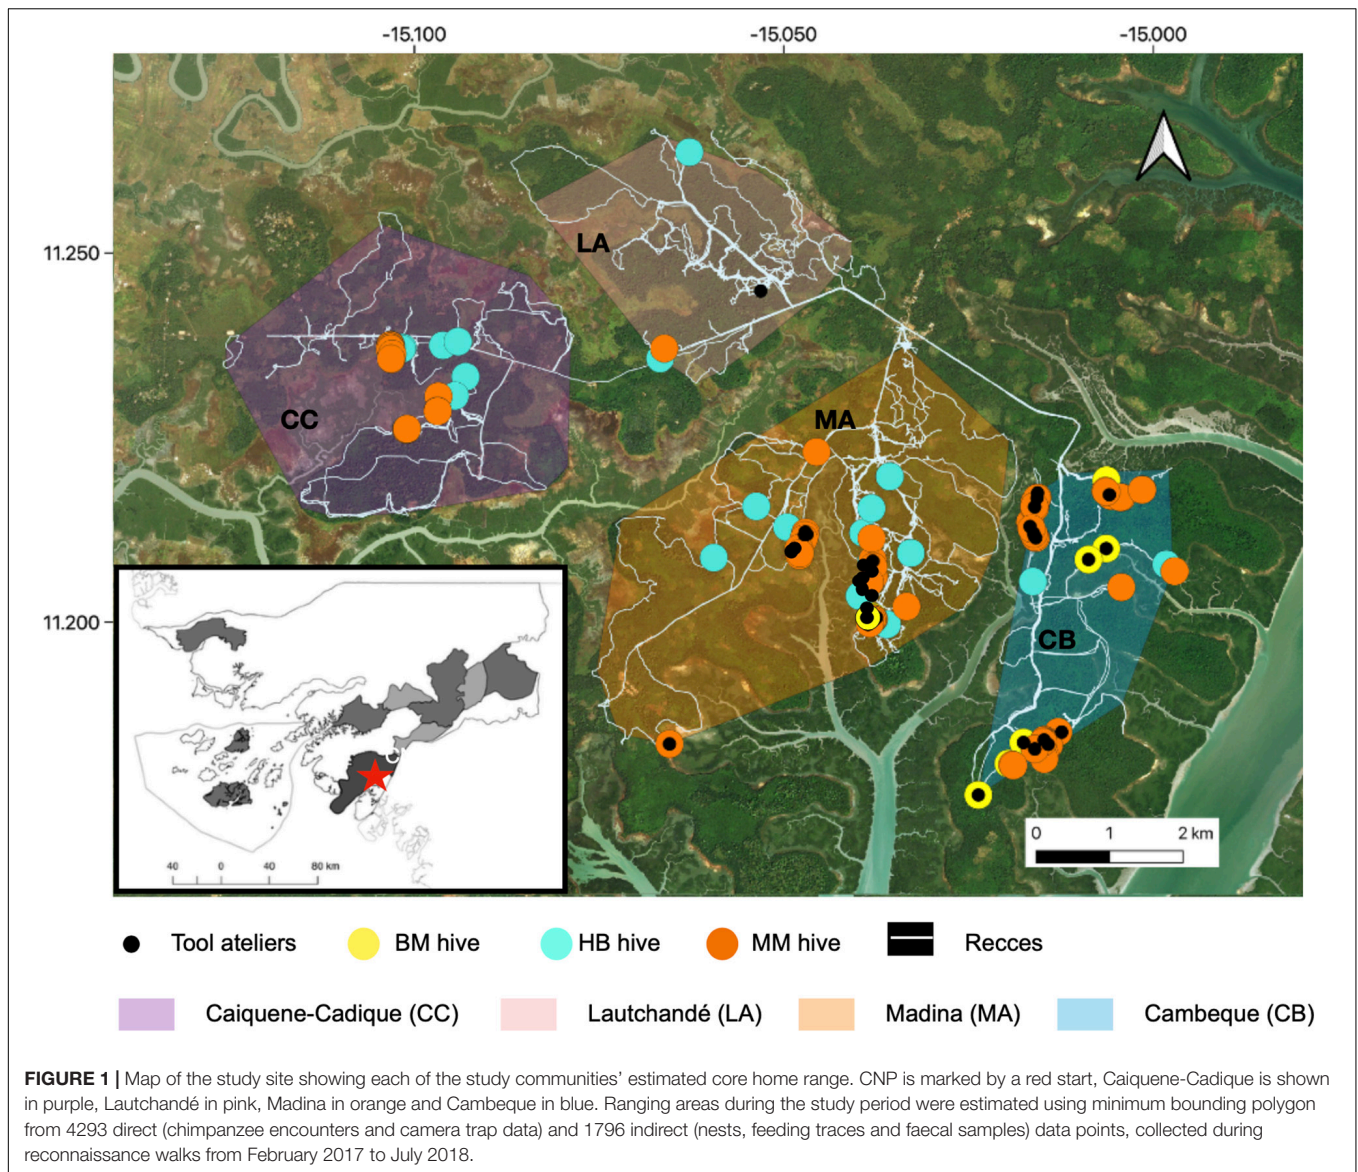 -15.100 -15.050 -15.000
11.250
11.200
LA
CC
MA
CB
0 1 2 km
40 0 40 80 km
Tool ateliers BM hive HB hive MM hive Recces
Caiquene-Cadique (CC) Lautchandé (LA) Madina (MA) Cambeque (CB)
FIGURE 1 | Map of the study site showing each of the study communities’ estimated core home range. CNP is marked by a red start, Caiquene-Cadique is shown
in purple, Lautchandé in pink, Madina in orange and Cambeque in blue. Ranging areas during the study period were estimated using minimum bounding polygon
from 4293 direct (chimpanzee encounters and camera trap data) and 1796 indirect (nests, feeding traces and faecal samples) data points, collected during
reconnaissance walks from February 2017 to July 2018.